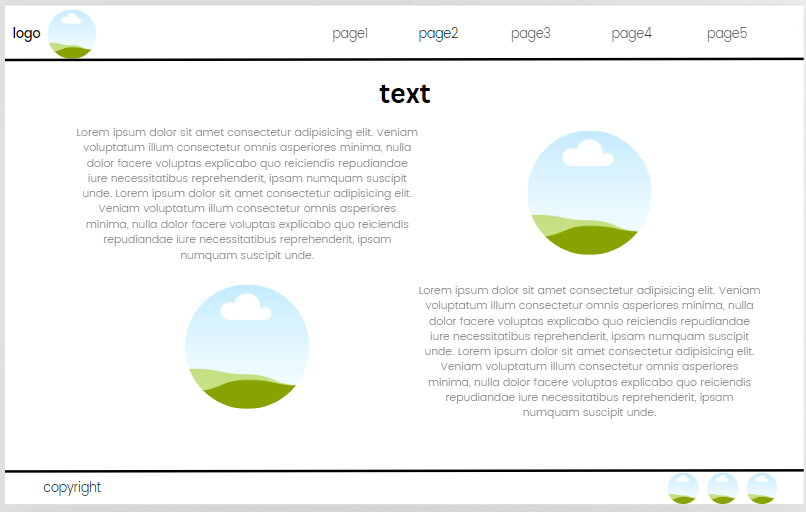 logo
page1 page2 page3 page4 page5
text
Lorem ipsum dolor sit amet consectetur adipisicing elit. Veniam
voluptatum illum consectetur omnis asperiores minima, nulla
dolor facere voluptas explicabo quo reiciendis repudiandae
iure necessitatibus reprehenderit, ipsam numquam suscipit
unde. Lorem ipsum dolor sit amet consectetur adipisicing elit.
Veniam voluptatum illum consectetur omnis asperiores
minima, nulla dolor facere voluptas explicabo quo reiciendis
repudiandae iure necessitatibus reprehenderit, ipsam
numquam suscipit unde.
Lorem ipsum dolor sit amet consectetur adipisicing elit. Veniam
voluptatum illum consectetur omnis asperiores minima, nulla
dolor facere voluptas explicabo quo reiciendis repudiandae
iure necessitatibus reprehenderit, ipsam numquam suscipit
unde. Lorem ipsum dolor sit amet consectetur adipisicing elit.
Veniam voluptatum illum consectetur omnis asperiores
minima, nulla dolor facere voluptas explicabo quo reiciendis
repudiandae iure necessitatibus reprehenderit, ipsam
numquam suscipit unde.
copyright